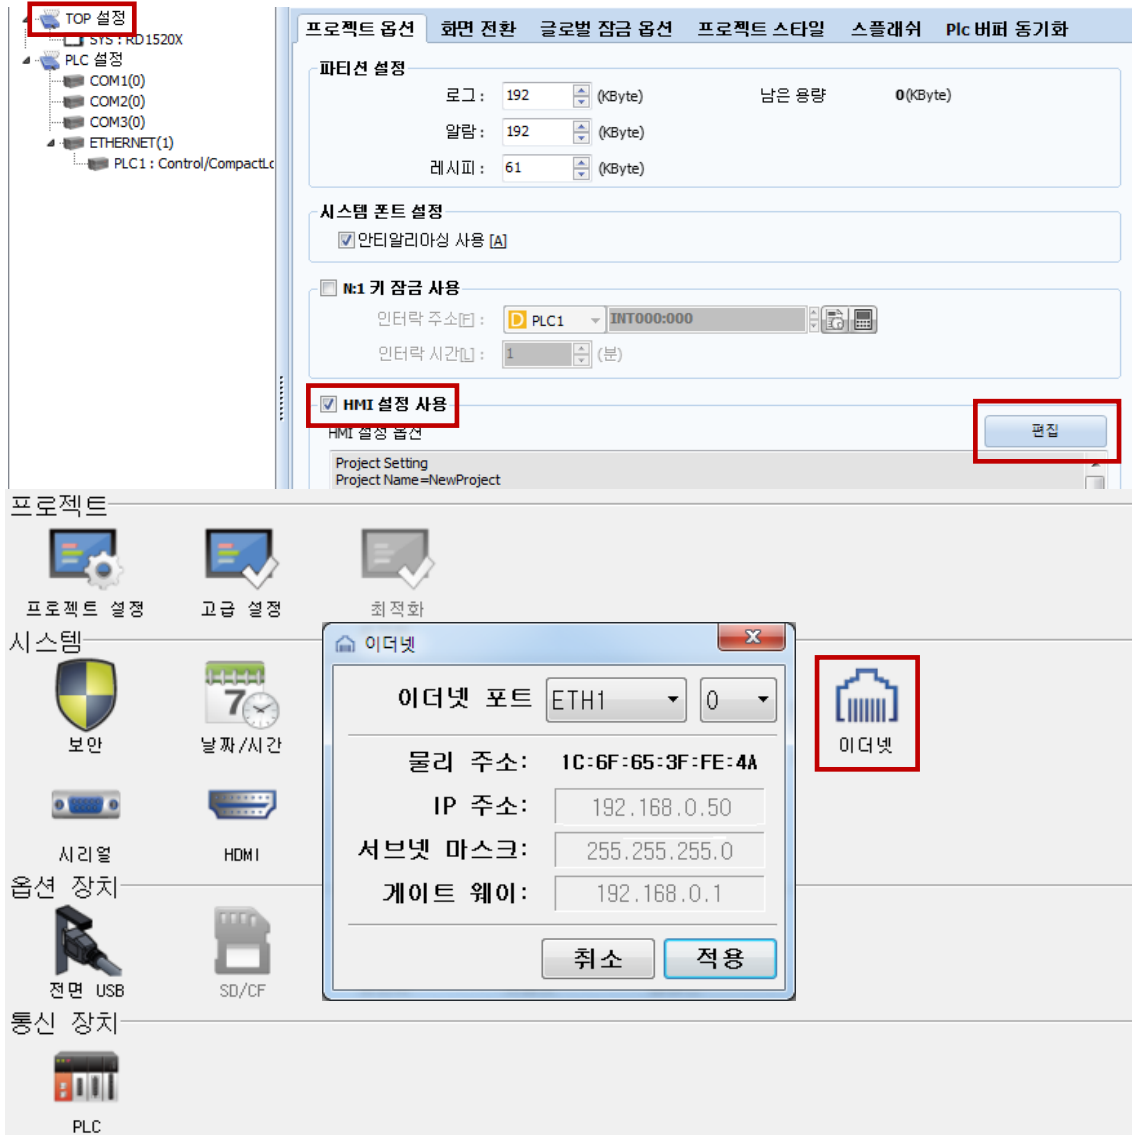 TOP 설정
SYS : RD1520X
PLC 설정
COM1(0)
COM2(0)
COM3(0)
ETHERNET(1)
PLC1 : Control/CompactLc
프로젝트 옵션 화면 전환 글로벌 잠금 옵션 프로젝트 스타일 스플래쉬 Plc 버퍼 동기화
파티션 설정
로그 : 192 (KByte) 남은 용량 0(KByte)
알람 : 192 (KByte)
레시피 : 61 (KByte)
시스템 폰트 설정
안티알리아싱 사용 [A]
N:1 키 잠금 사용
인터락 주소[F] : D PLC1 INT000:000
인터락 시간[L] : 1 (분)
HMI 설정 사용
HMI 설정 옵션
편집
Project Setting
Project Name=NewProject
프로젝트
프로젝트 설정 고급 설정 최적화
시스템
7
보안 날짜/시간
이더넷
이더넷 포트 ETH1 0
물리 주소: 1C:6F:65:3F:FE:4A
IP 주소: 192.168.0.50
서브넷 마스크: 255.255.255.0
게이트 웨이: 192.168.0.1
취소 적용
이더넷
시리얼 HDMI
옵션 장치
전면 USB SD/CF
통신 장치
PLC